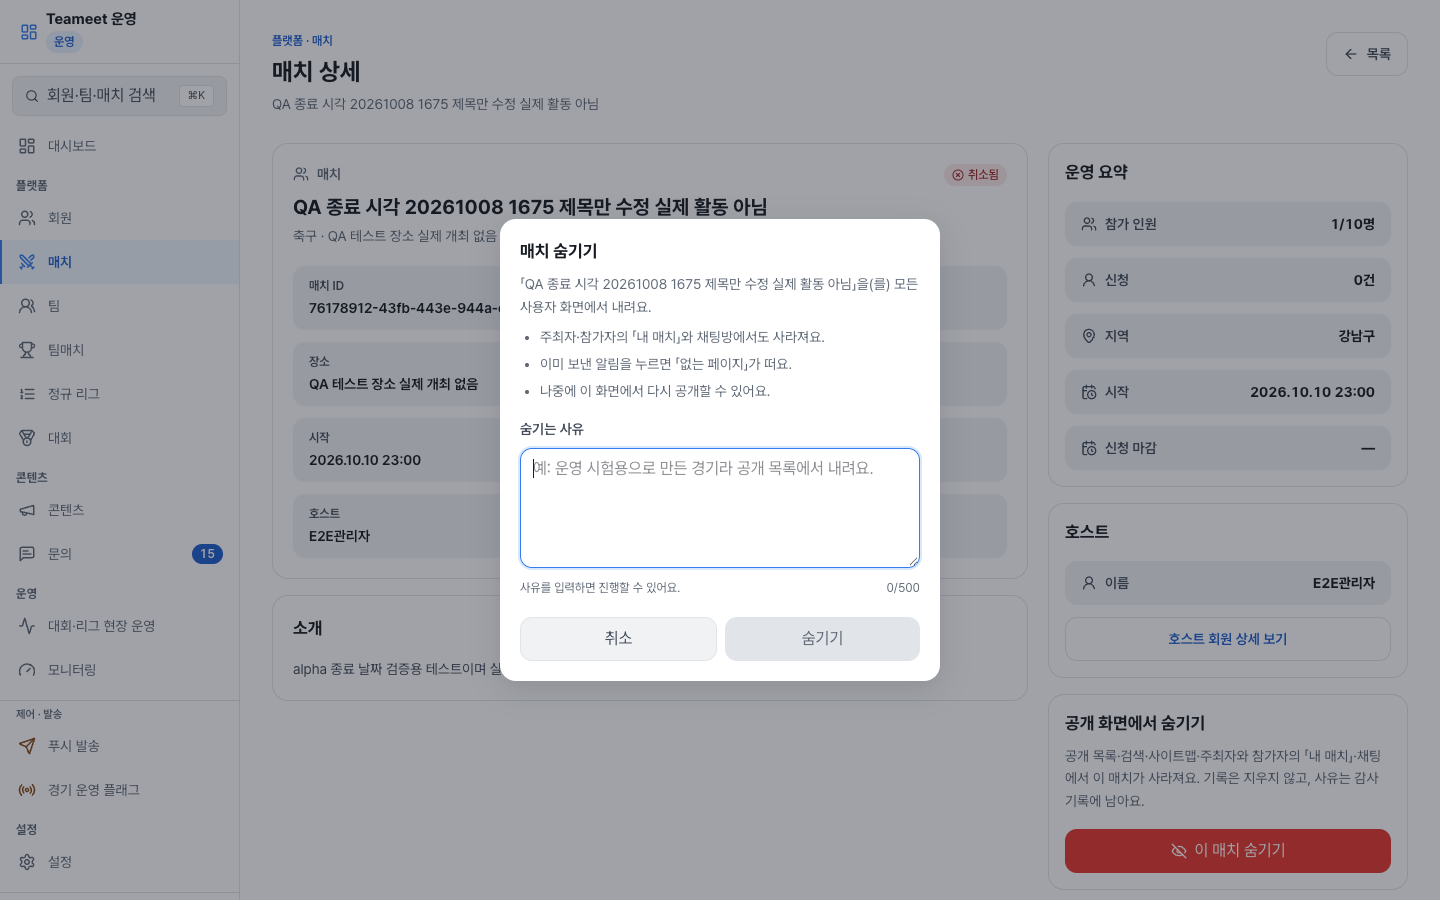 Teameet 운영
운영
회원·팀·매치 검색
⌘K
대시보드
플랫폼
회원
매치
팀
팀매치
정규 리그
대회
콘텐츠
콘텐츠
문의
15
운영
대회·리그 현장 운영
모니터링
제어 · 발송
푸시 발송
경기 운영 플래그
설정
설정
플랫폼 · 매치
매치 상세
QA 종료 시각 20261008 1675 제목만 수정 실제 활동 아님
목록
매치
취소됨
QA 종료 시각 20261008 1675 제목만 수정 실제 활동 아님
축구 · QA 테스트 장소 실제 개최 없음
매치 ID
76178912-43fb-443e-944a-
장소
QA 테스트 장소 실제 개최 없음
시작
2026.10.10 23:00
호스트
E2E관리자
소개
alpha 종료 날짜 검증용 테스트이며
매치 숨기기
「QA 종료 시각 20261008 1675 제목만 수정 실제 활동 아님」을(를) 모든
사용자 화면에서 내려요.
• 주최자·참가자의 「내 매치」와 채팅방에서도 사라져요.
• 이미 보낸 알림을 누르면 「없는 페이지」가 떠요.
• 나중에 이 화면에서 다시 공개할 수 있어요.
숨기는 사유
예: 운영 시험용으로 만든 경기라 공개 목록에서 내려요.
사유를 입력하면 진행할 수 있어요.
0/500
취소
숨기기
운영 요약
참가 인원
1/10명
신청
0건
지역
강남구
시작
2026.10.10 23:00
신청 마감
—
호스트
이름
E2E관리자
호스트 회원 상세 보기
공개 화면에서 숨기기
공개 목록·검색·사이트맵·주최자와 참가자의 「내 매치」·채팅
에서 이 매치가 사라져요. 기록은 지우지 않고, 사유는 감사
기록에 남아요.
이 매치 숨기기